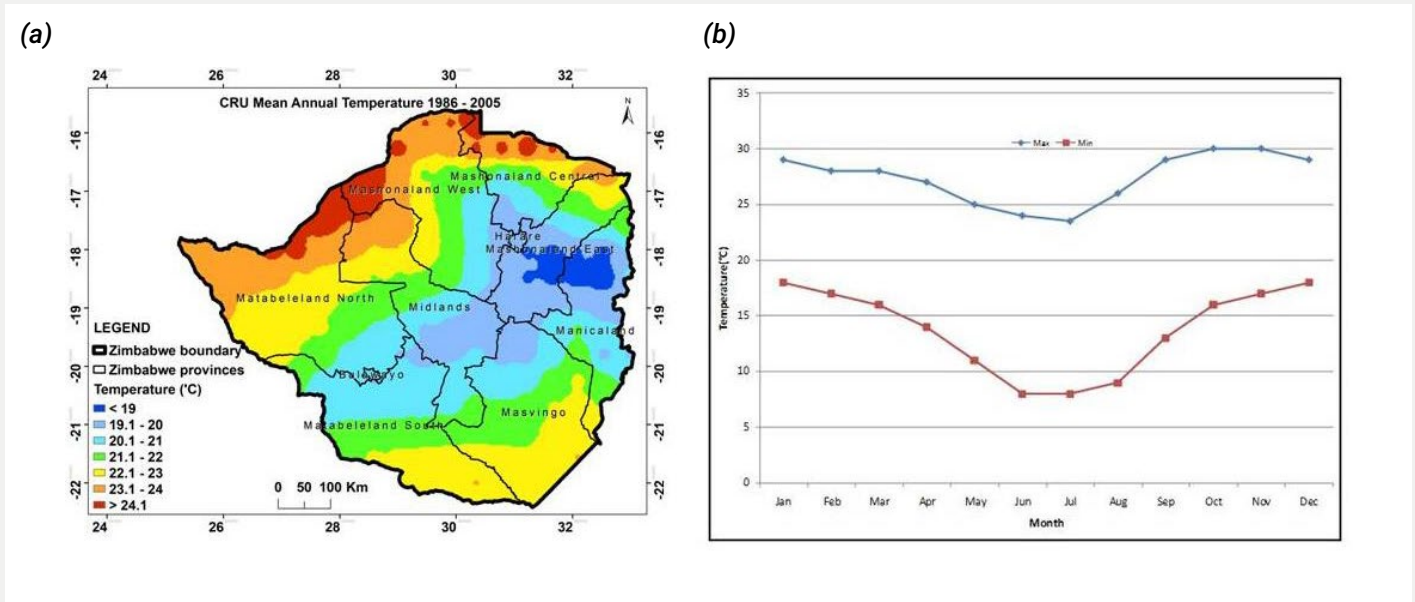 (a)
24 26 28 30 32
CRU Mean Annual Temperature 1986 - 2005
N
-16 -16
Mashonaland Central
-17 Mashonaland West -17
Harare
-18 Mashonaland East -18
Matabeleland North
Midlands
-19 -19
LEGEND
Manicaland
Zimbabwe boundary
Zimbabwe provinces
-20 -20
Bulawayo
Temperature (°C)
< 19
19.1 - 20
Masvingo
20.1 - 21
-21 Matabeleland South -21
21.1 - 22
22.1 - 23
-22 -22
23.1 - 24
0 50 100 Km
> 24.1
24 26 28 30 32
(b)
35
Max Min
30
25
20
Temperature(°C)
15
10
5
0
Jan Feb Mar Apr May Jun Jul Aug Sep Oct Nov Dec
Month